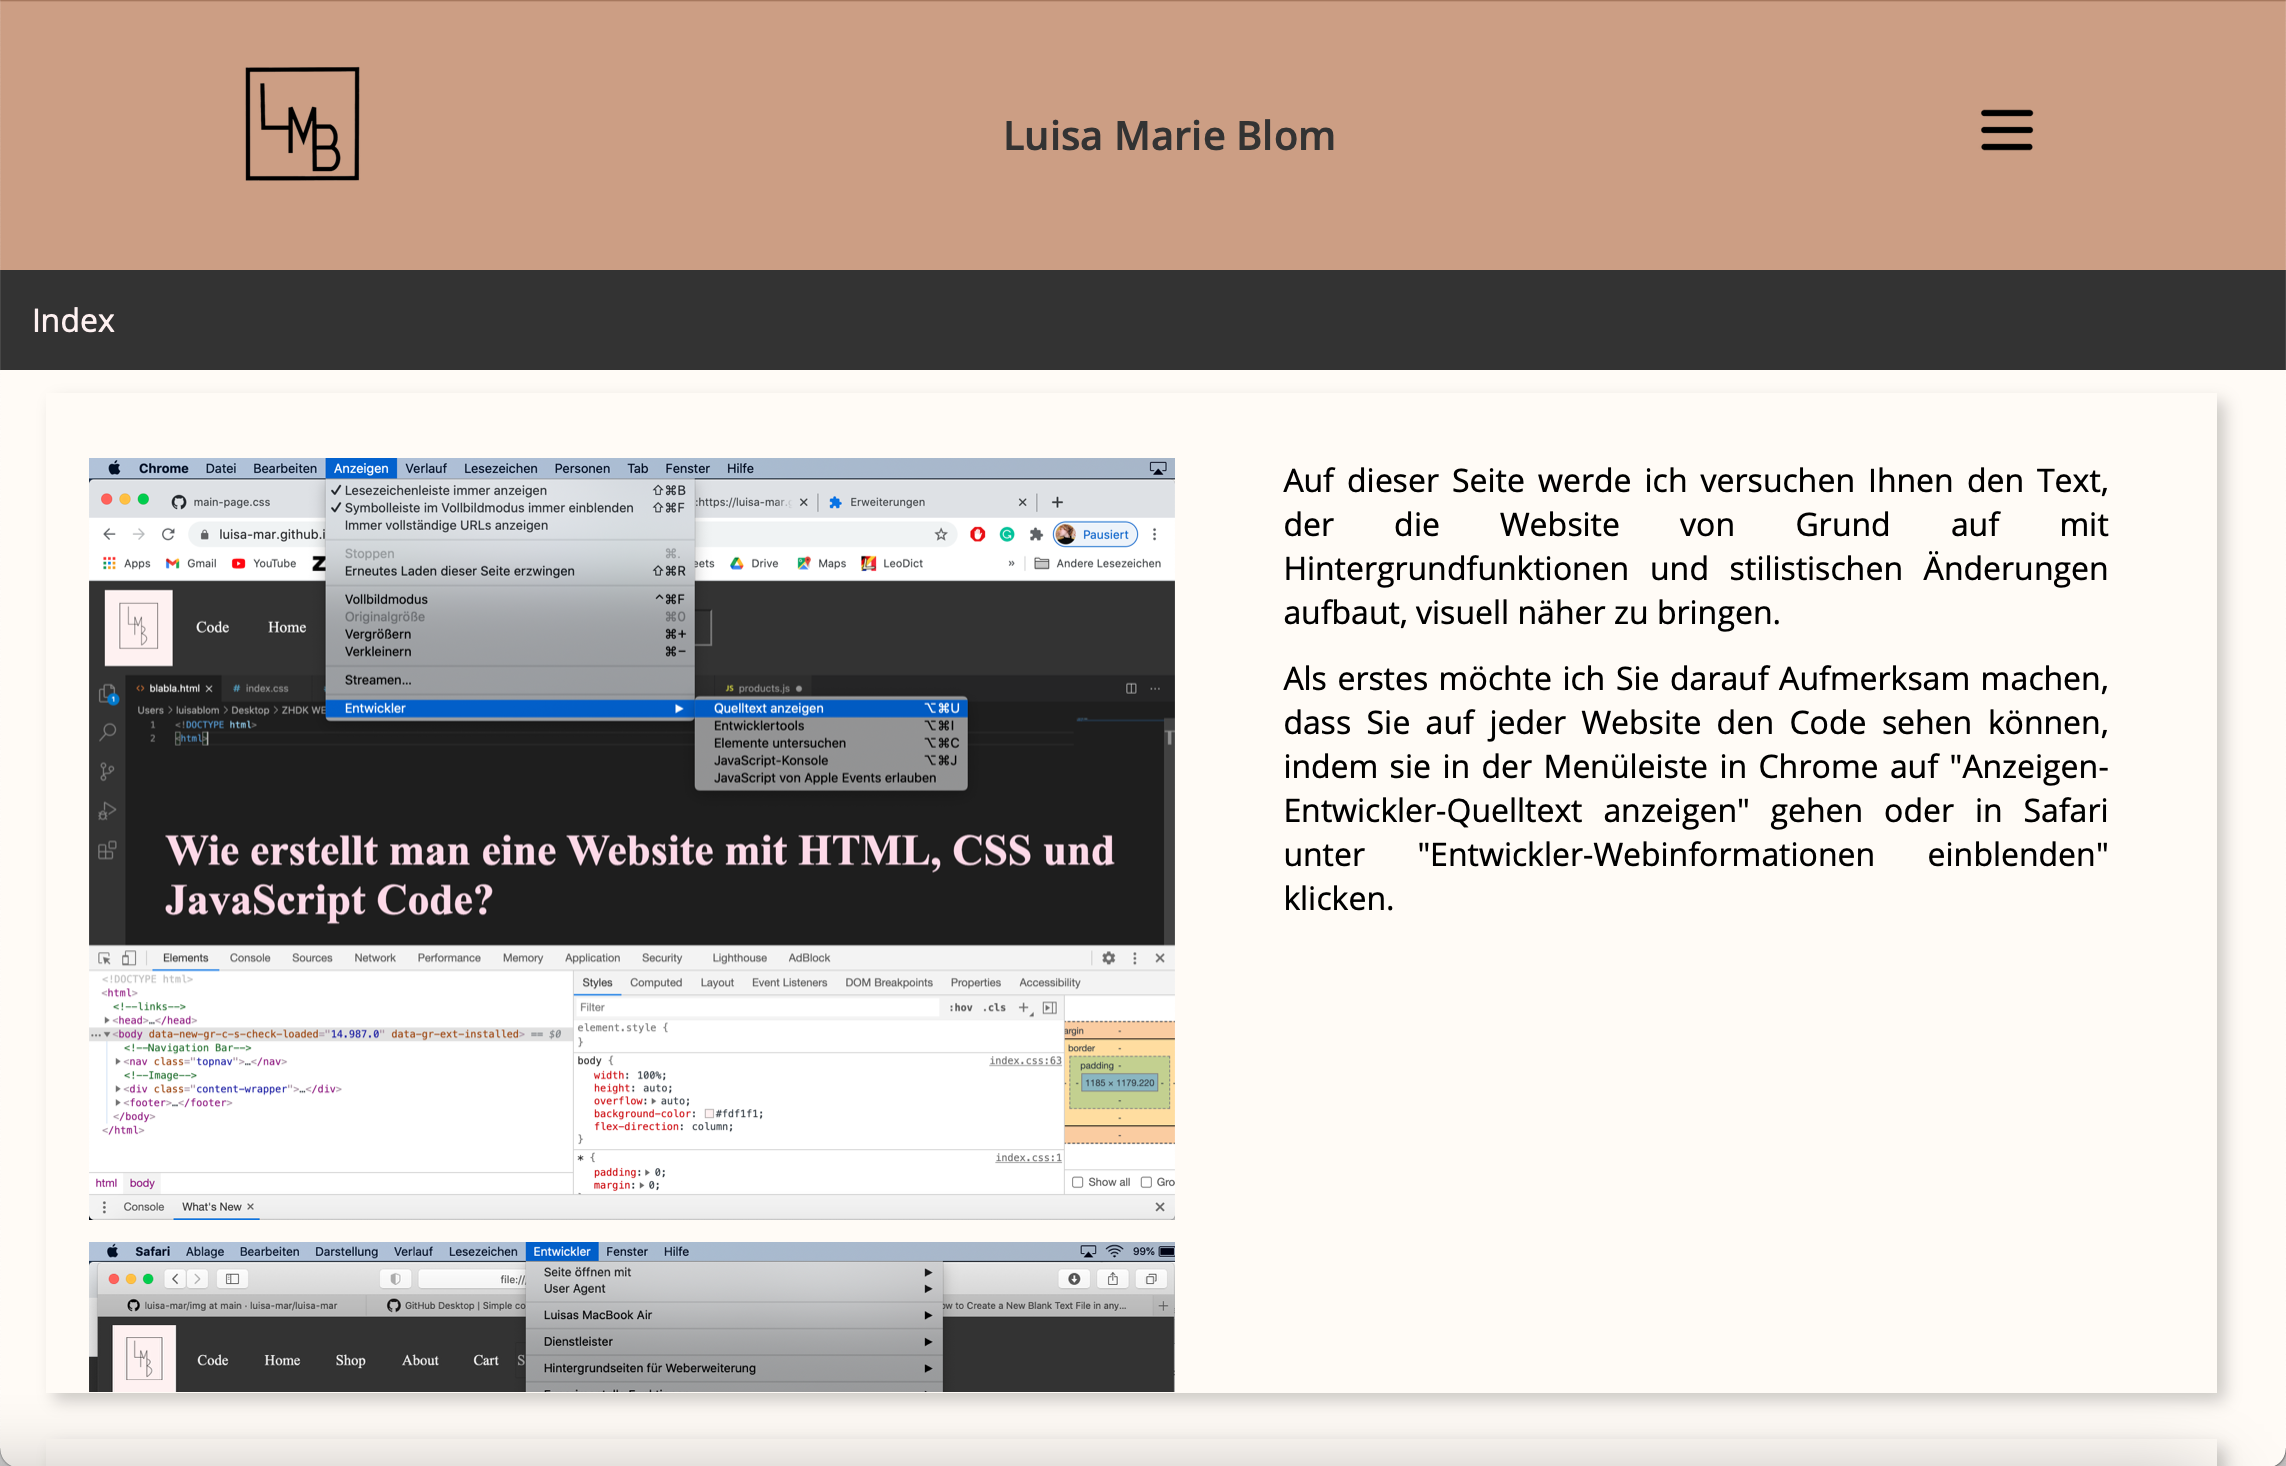 LMB
Luisa Marie Blom
Index
Chrome Datei Bearbeiten Anzeigen Verlauf Lesezeichen Personen Tab Fenster Hilfe
main-page.css
:https://luisa-mar.g
Erweiterungen
luisa-mar.github.i
Pausiert
Apps Gmail YouTube Z
eets Drive Maps LeoDict » Andere Lesezeichen
✓ Lesezeichenleiste immer anzeigen ⇧⌘B
✓ Symbolleiste im Vollbildmodus immer einblenden ⇧⌘F
Immer vollständige URLs anzeigen
Stoppen ⌘.
Erneutes Laden dieser Seite erzwingen ⇧⌘R
Vollbildmodus ^⌘F
Originalgröße ⌘0
Vergrößern ⌘+
Verkleinern ⌘−
Streamen...
Entwickler
Quelltext anzeigen ⌥⌘U
Entwicklertools ⌥⌘I
Elemente untersuchen ⌥⌘C
JavaScript-Konsole ⌥⌘J
JavaScript von Apple Events erlauben
LMB Code Home
blabla.html # index.css JS products.js
1
Users > luisablom > Desktop > ZHDK WE
1 <!DOCTYPE html>
2 <html>
Wie erstellt man eine Website mit HTML, CSS und
JavaScript Code?
Elements Console Sources Network Performance Memory Application Security Lighthouse AdBlock
<!DOCTYPE html>
<html>
<!--links-->
<head>…</head>
<body data-new-gr-c-s-check-loaded="14.987.0" data-gr-ext-installed> == $0
<!--Navigation Bar-->
<nav class="topnav">…</nav>
<!--Image-->
<div class="content-wrapper">…</div>
<footer>…</footer>
</body>
</html>
html body
Styles Computed Layout Event Listeners DOM Breakpoints Properties Accessibility
Filter :hov .cls +
element.style {
}
body { index.css:63
width: 100%;
height: auto;
overflow: auto;
background-color: #fdf1f1;
flex-direction: column;
}
* { index.css:1
padding: 0;
margin: 0;
argin -
border -
padding -
1185 × 1179.220
Show all Gro
Console What's New
Safari Ablage Bearbeiten Darstellung Verlauf Lesezeichen Entwickler Fenster Hilfe 99%
file://
luisa-mar/img at main · luisa-mar/luisa-mar
GitHub Desktop | Simple co
ow to Create a New Blank Text File in any...
LMB Code Home Shop About Cart S
Seite öffnen mit
User Agent
Luisas MacBook Air
Dienstleister
Hintergrundseiten für Weberweiterung
Auf dieser Seite werde ich versuchen Ihnen den Text,
der die Website von Grund auf mit
Hintergrundfunktionen und stilistischen Änderungen
aufbaut, visuell näher zu bringen.
Als erstes möchte ich Sie darauf Aufmerksam machen,
dass Sie auf jeder Website den Code sehen können,
indem sie in der Menüleiste in Chrome auf "Anzeigen-
Entwickler-Quelltext anzeigen" gehen oder in Safari
unter "Entwickler-Webinformationen einblenden"
klicken.